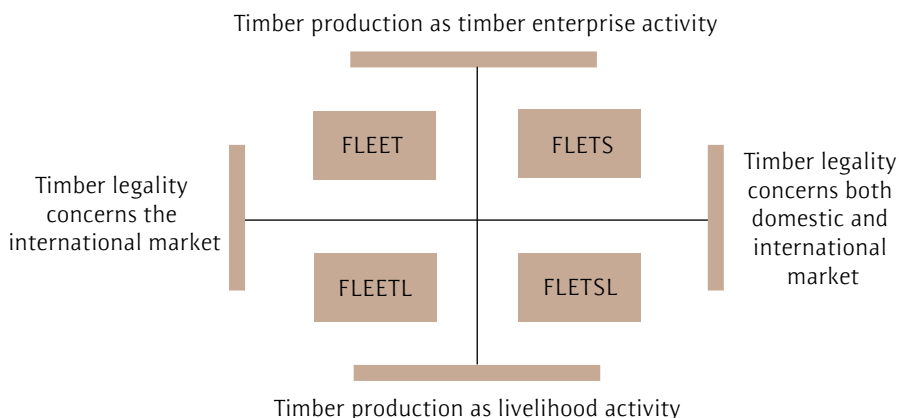 Timber production as timber enterprise activity
FLEET
FLETS
Timber legality
concerns the
international market
Timber legality
concerns both
domestic and
international
market
FLEETL
FLETSL
Timber production as livelihood activity